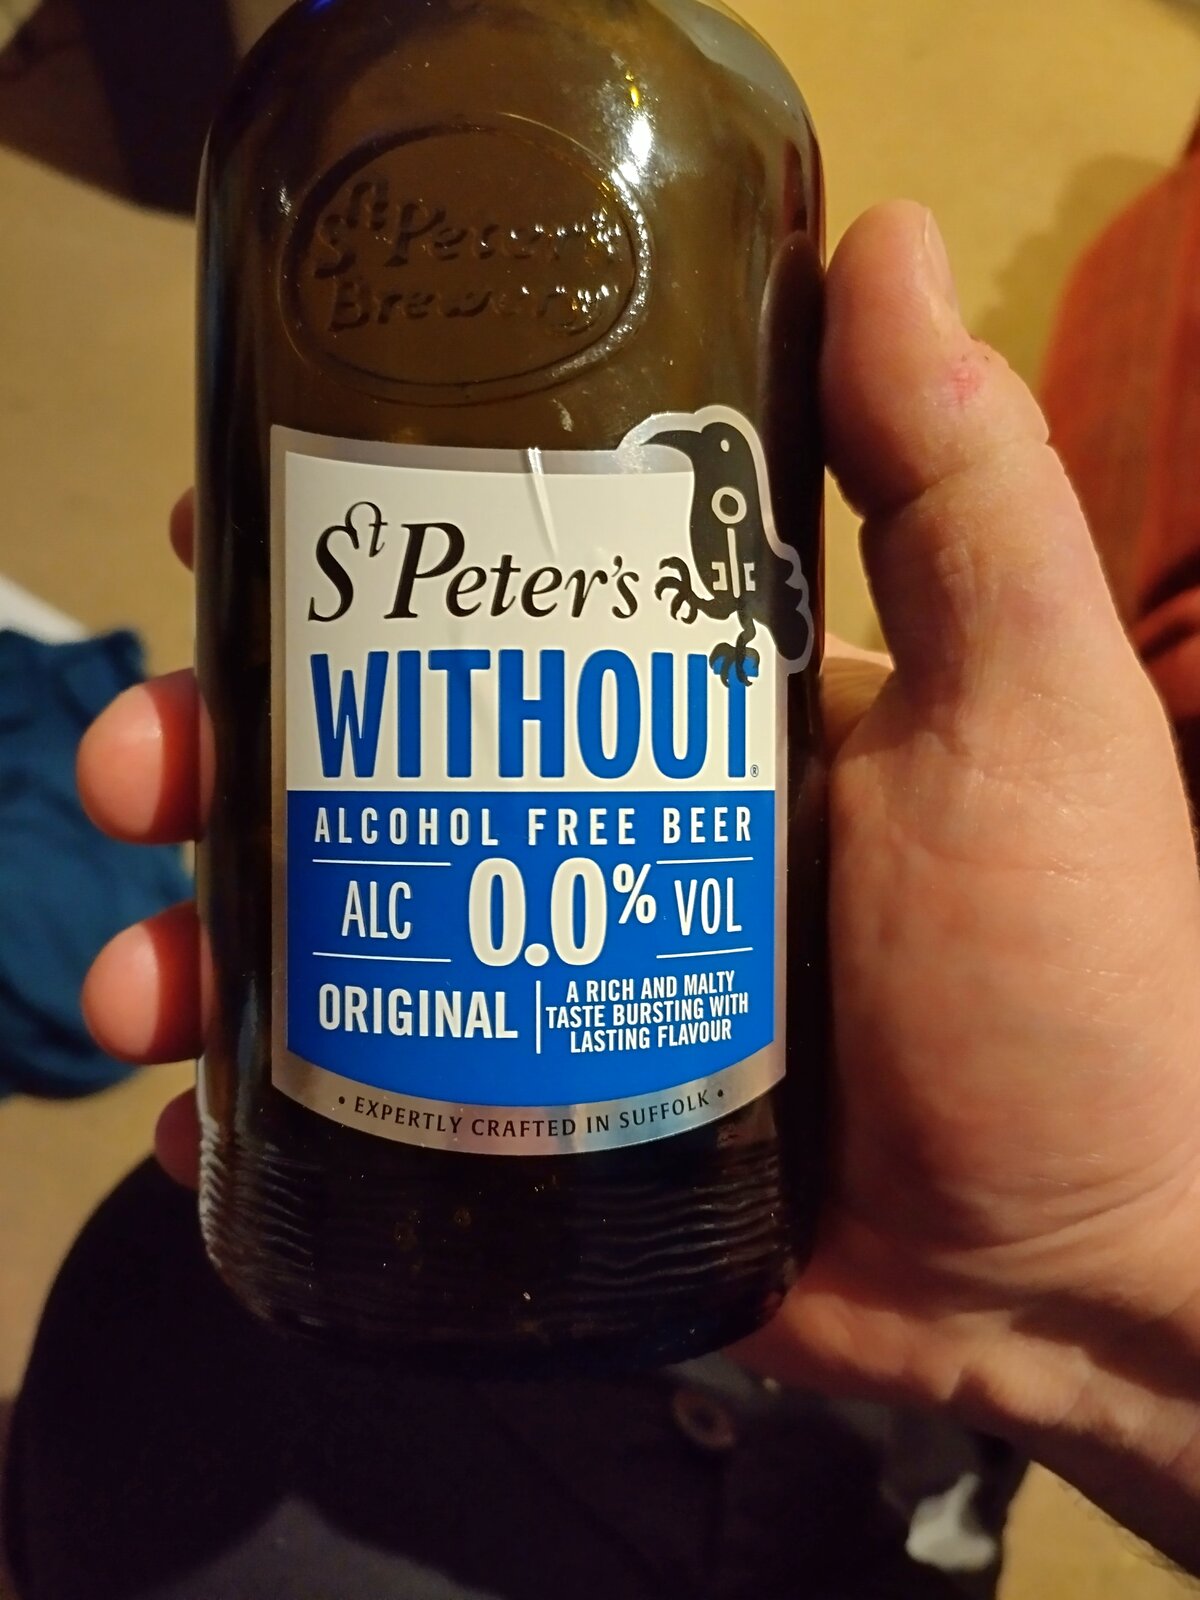 St Peter's
Brewery
St Peter's
WITHOUT®
ALCOHOL FREE BEER
ALC 0.0% VOL
ORIGINAL
A RICH AND MALTY
TASTE BURSTING WITH
LASTING FLAVOUR
• EXPERTLY CRAFTED IN SUFFOLK •